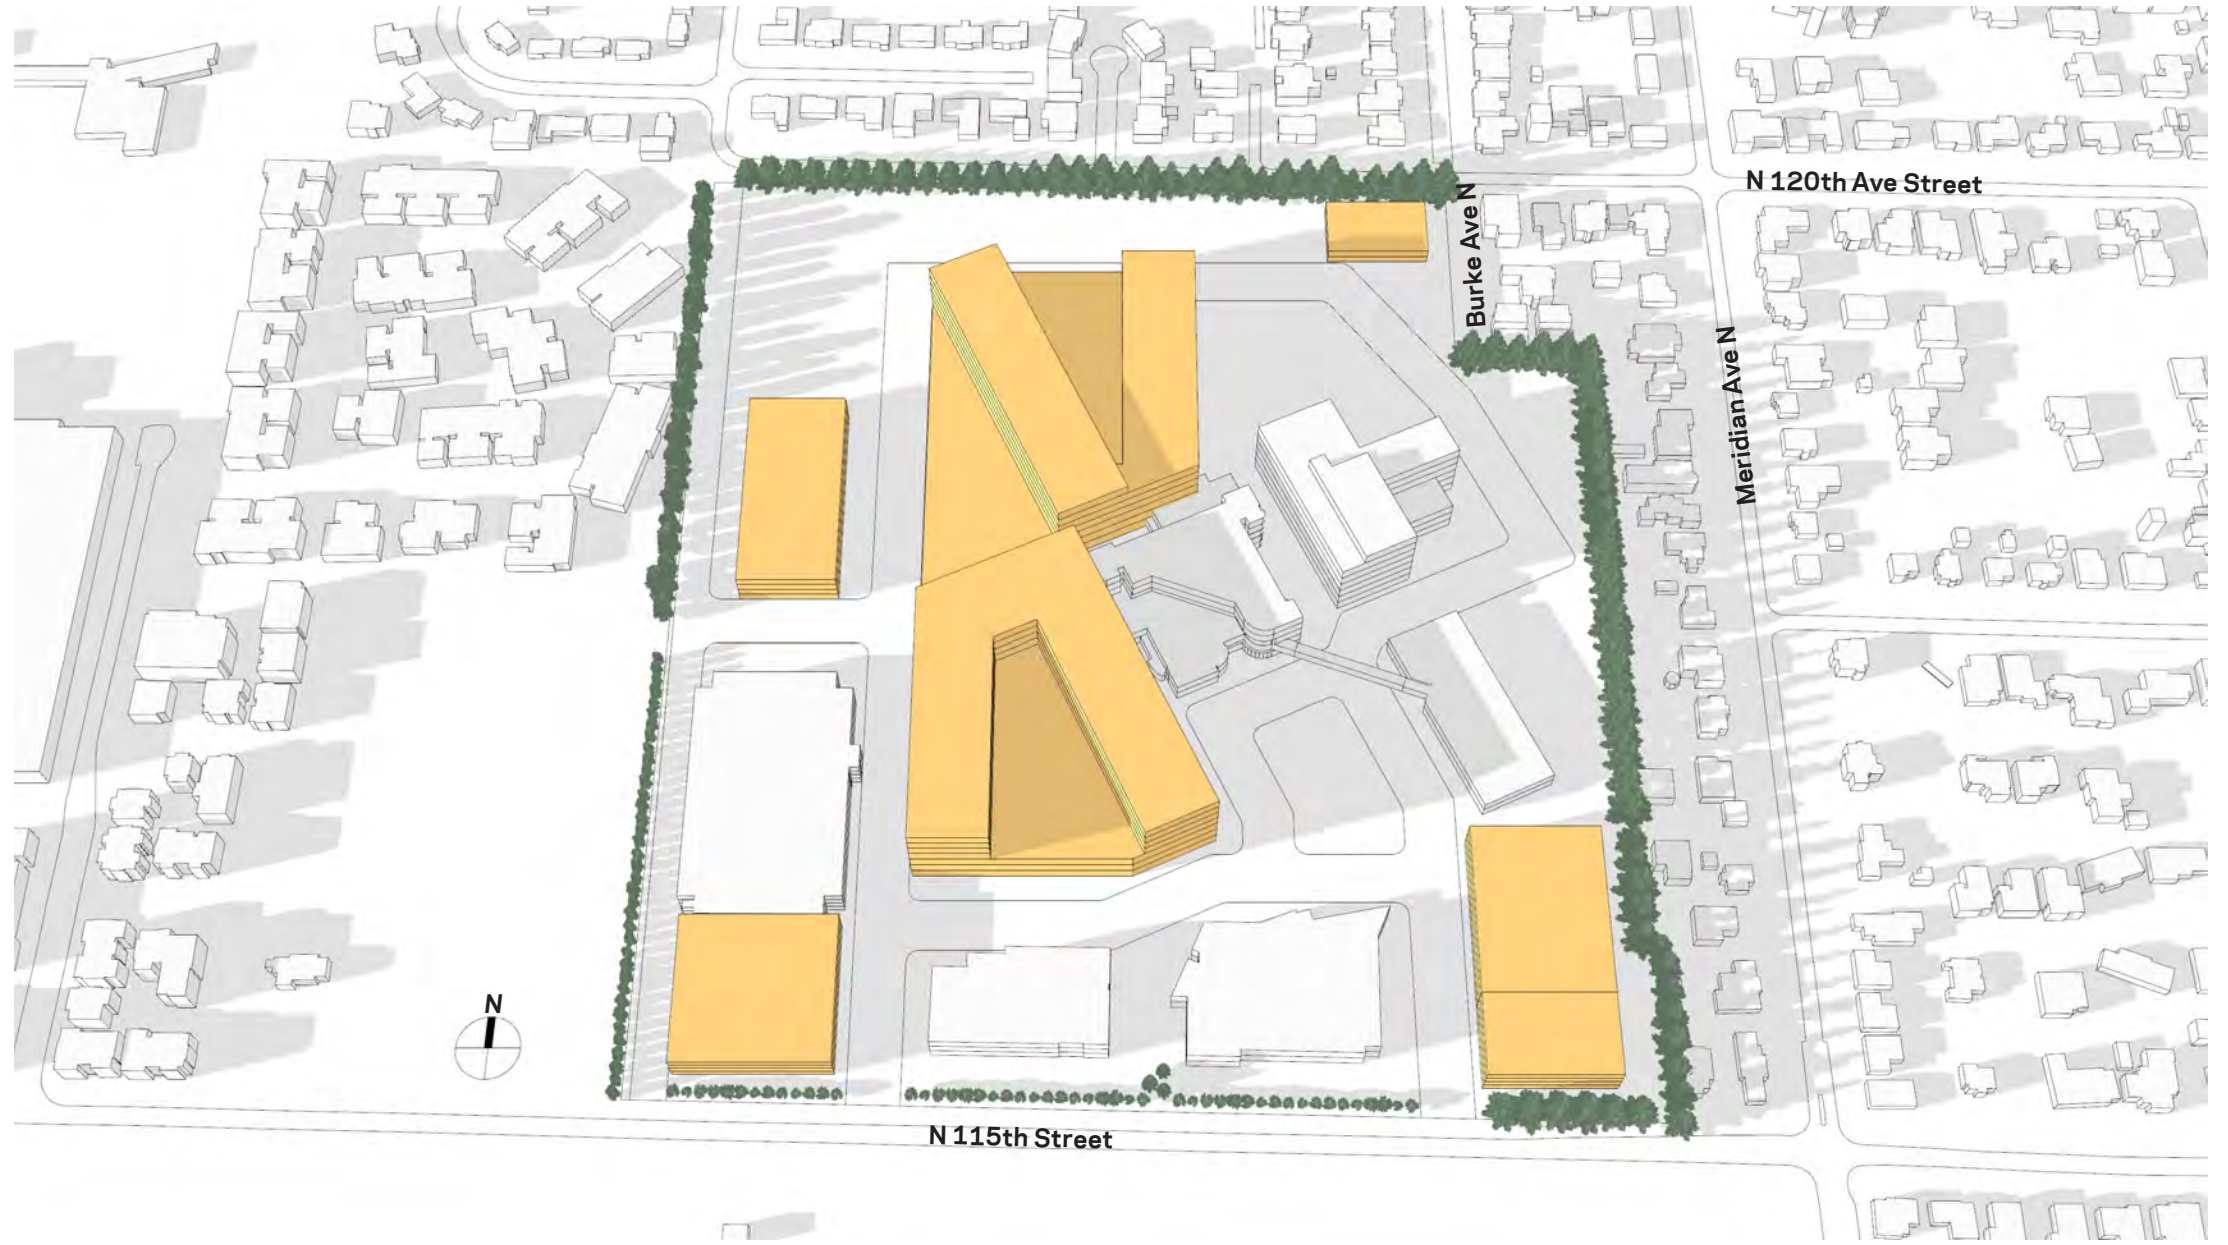 N 120th Ave Street
Burke Ave N
Meridian Ave N
N
N 115th Street